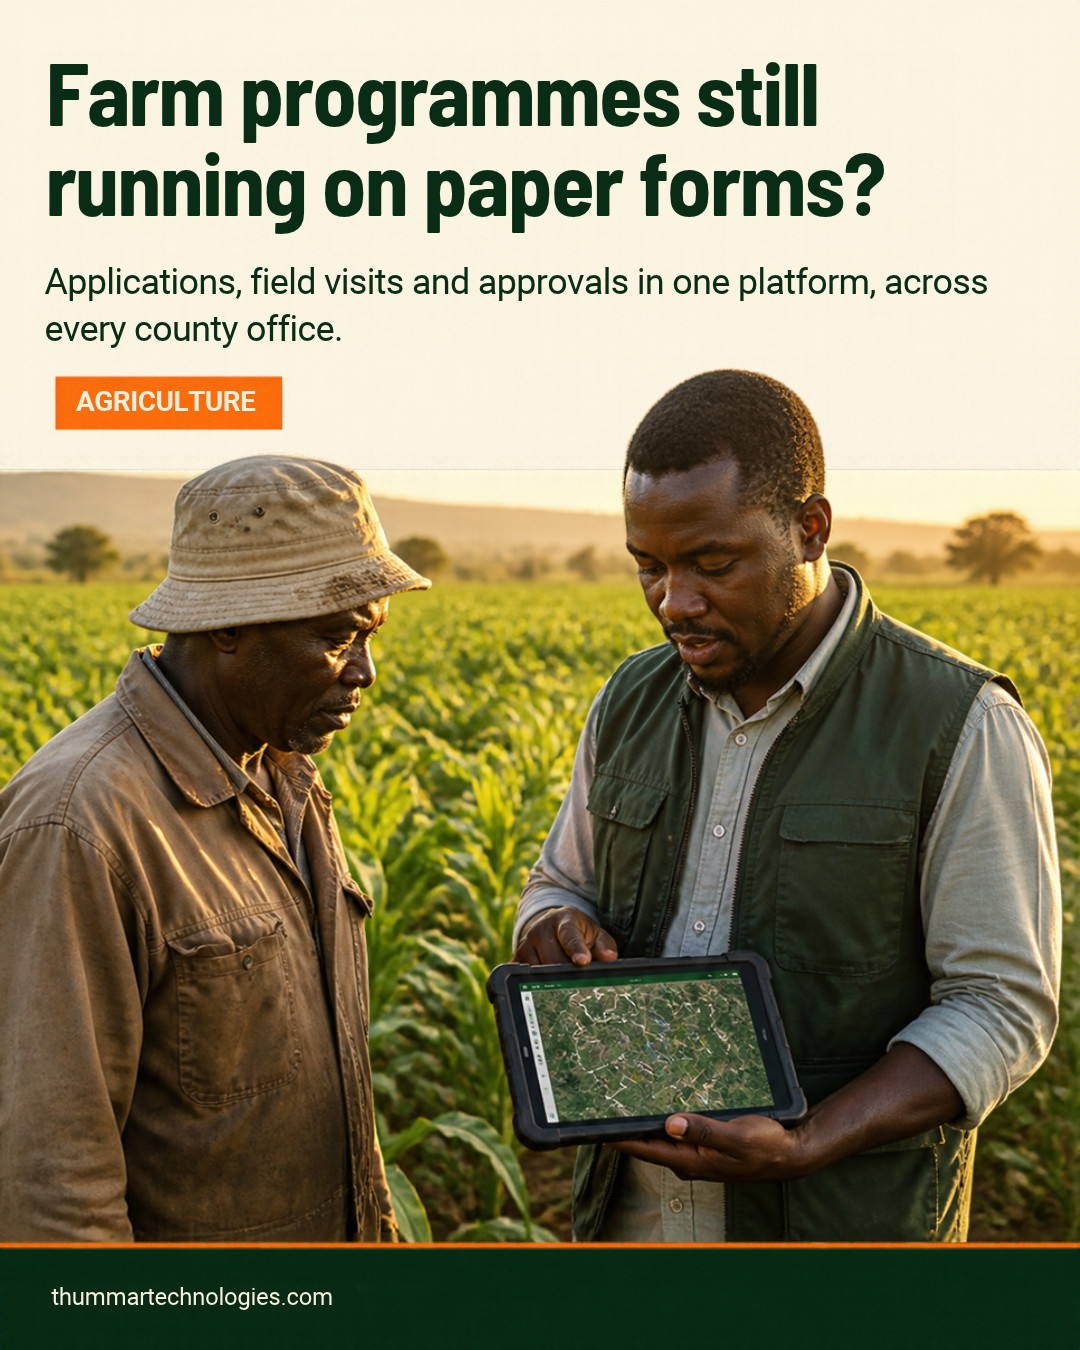 Farm programmes still
running on paper forms?
Applications, field visits and approvals in one platform, across
every county office.
AGRICULTURE
thummartechnologies.com